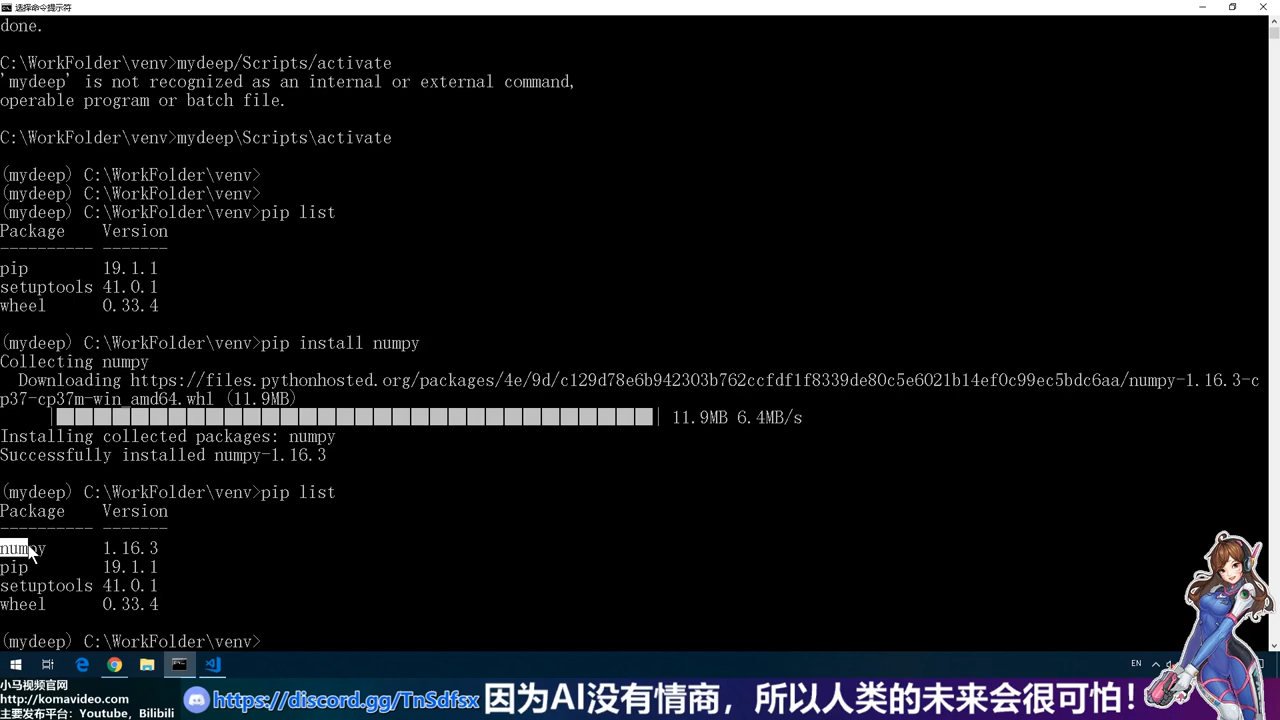 选择命令提示符
done.
C:\WorkFolder\venv>mydeep/Scripts/activate
'mydeep' is not recognized as an internal or external command,
operable program or batch file.
C:\WorkFolder\venv>mydeep\Scripts\activate
(mydeep) C:\WorkFolder\venv>
(mydeep) C:\WorkFolder\venv>
(mydeep) C:\WorkFolder\venv>pip list
Package    Version
---------- -------
pip        19.1.1
setuptools 41.0.1
wheel      0.33.4
(mydeep) C:\WorkFolder\venv>pip install numpy
Collecting numpy
  Downloading https://files.pythonhosted.org/packages/4e/9d/c129d78e6b942303b762ccfdf1f8339de80c5e6021b14ef0c99ec5bdc6aa/numpy-1.16.3-c
p37-cp37m-win_amd64.whl (11.9MB)
| 11.9MB 6.4MB/s
Installing collected packages: numpy
Successfully installed numpy-1.16.3
(mydeep) C:\WorkFolder\venv>pip list
Package    Version
---------- -------
numpy      1.16.3
pip        19.1.1
setuptools 41.0.1
wheel      0.33.4
(mydeep) C:\WorkFolder\venv>
EN
小马视频官网
http://komavideo.com
主要发布平台：Youtube，Bilibili
https://discord.gg/TnSdfsx 因为AI没有情商，所以人类的未来会很可怕！